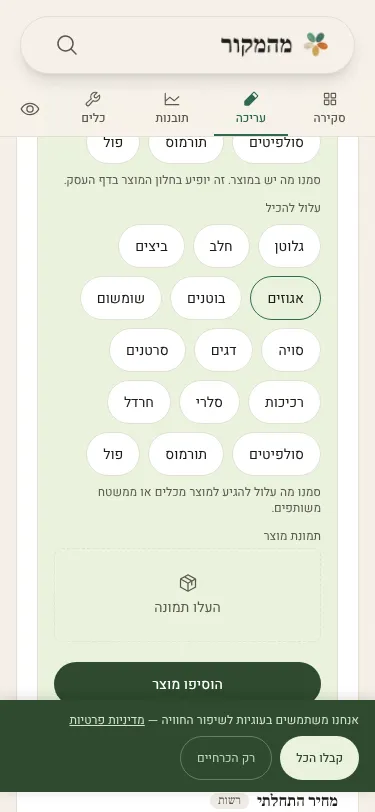 מהמקור
סקירה
עריכה
תובנות
כלים
סולפיטים תורמוס פול
סמנו מה יש במוצר. זה יופיע בחלון המוצר בדף העסק.
עלול להכיל
גלוטן חלב ביצים
אגוזים בוטנים שומשום
סויה דגים סרטנים
רכיכות סלרי חרדל
סולפיטים תורמוס פול
סמנו מה עלול להגיע למוצר מכלים או ממשטח
משותפים.
תמונת מוצר
העלו תמונה
הוסיפו מוצר
אנחנו משתמשים בעוגיות לשיפור החוויה — מדיניות פרטיות
קבלו הכל
רק הכרחיים
מחיר התחלתי רשות